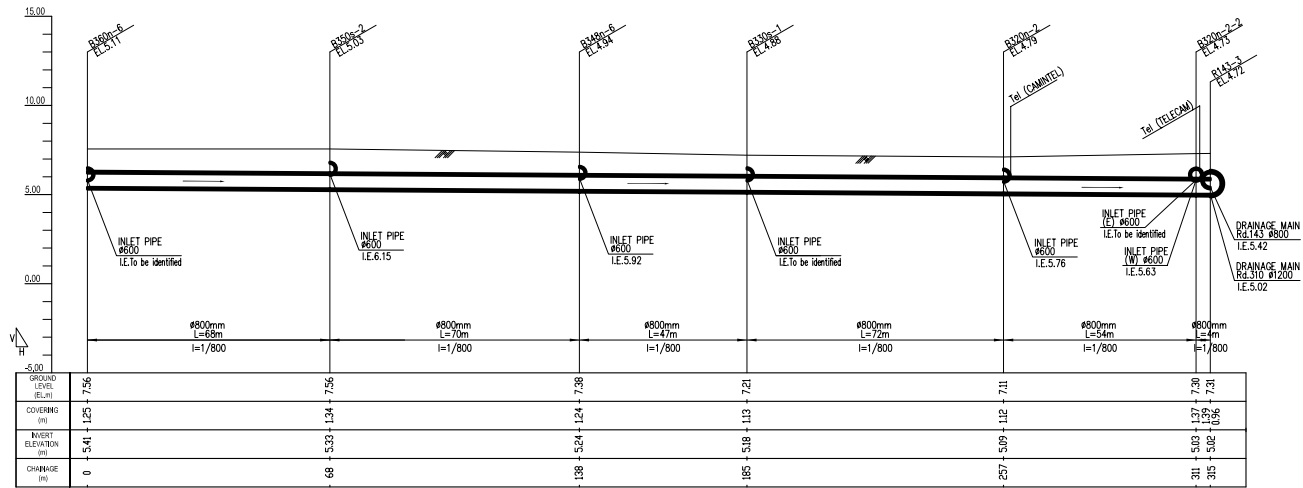 15.00
10.00
5.00
0.00
-5.00
V
H
B360n-6
EL.5.11
B350s-2
EL.5.03
B348n-6
EL.4.94
B330s-1
EL.4.88
B320n-2
EL.4.79
Tel (CAMINTEL)
B320n-2-2
EL.4.73
R143-3
EL.4.72
Tel (TELECAM)
INLET PIPE
ø600
I.E.To be identified
INLET PIPE
ø600
I.E.6.15
INLET PIPE
ø600
I.E.5.92
INLET PIPE
ø600
I.E.To be identified
INLET PIPE
ø600
I.E.5.76
INLET PIPE
(E) ø600
I.E.To be identified
INLET PIPE
(W) ø600
I.E.5.63
DRAINAGE MAIN
Rd.143 ø800
I.E.5.42
DRAINAGE MAIN
Rd.310 ø1200
I.E.5.02
ø800mm
L=68m
I=1/800
ø800mm
L=70m
I=1/800
ø800mm
L=47m
I=1/800
ø800mm
L=72m
I=1/800
ø800mm
L=54m
I=1/800
ø800mm
L=4m
I=1/800
GROUND
LEVEL
(EL.m)
7.56 7.56 7.38 7.21 7.11 7.30 7.31
COVERING
(m)
1.25 1.34 1.24 1.13 1.12 1.37 1.39 0.96
INVERT
ELEVATION
(m)
5.41 5.33 5.24 5.18 5.09 5.03 5.02
CHAINAGE
(m)
0 68 138 185 257 311 315